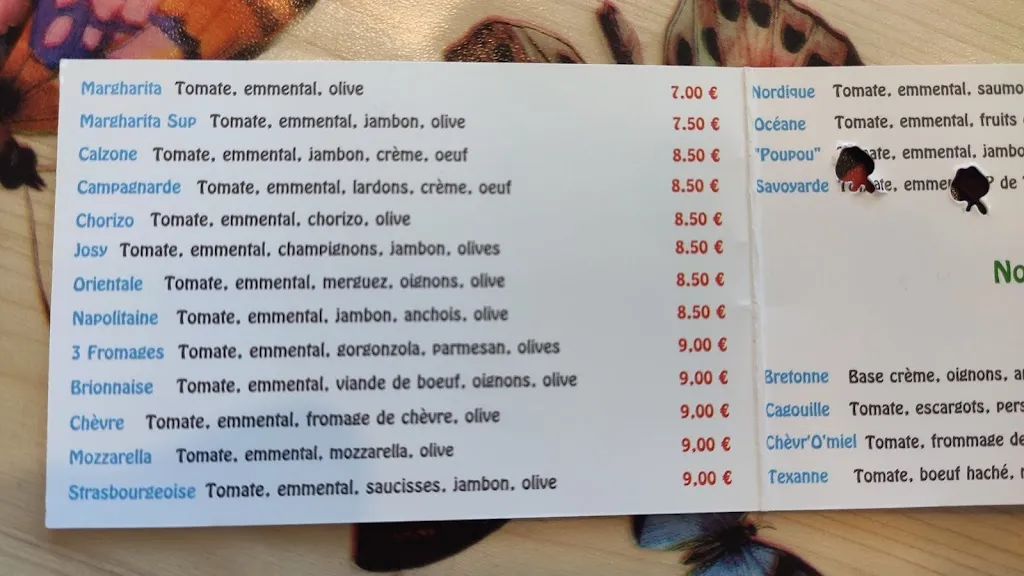 Margharita Tomate, emmental, olive 7.00 €
Margharita Sup Tomate, emmental, jambon, olive 7.50 €
Calzone Tomate, emmental, jambon, crème, oeuf 8.50 €
Campagnarde Tomate, emmental, lardons, crème, oeuf 8.50 €
Chorizo Tomate, emmental, chorizo, olive 8.50 €
Josy Tomate, emmental, champignons, jambon, olives 8.50 €
Orientale Tomate, emmental, merguez, oignons, olive 8.50 €
Napolitaine Tomate, emmental, jambon, anchois, olive 8.50 €
3 Fromages Tomate, emmental, gorgonzola, parmesan, olives 9,00 €
Brionnaise Tomate, emmental, viande de boeuf, oignons, olive 9,00 €
Chèvre Tomate, emmental, fromage de chèvre, olive 9,00 €
Mozzarella Tomate, emmental, mozzarella, olive 9,00 €
Strasbourgeoise Tomate, emmental, saucisses, jambon, olive 9,00 €
Nordique Tomate, emmental, saumo
Océane Tomate, emmental, fruits
"Poupou" emmental, jambo
Savoyarde de
No
Bretonne Base crème, oignons,
Cagouille Tomate, escargots, pers
Chèvr'O'miel Tomate, frommage de
Texanne Tomate, boeuf haché,